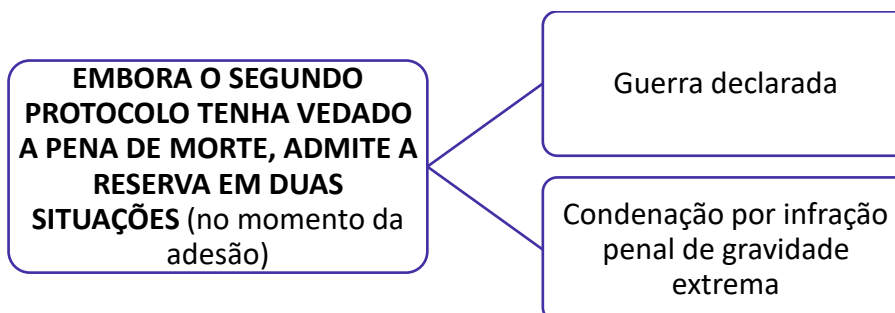 EMBORA O SEGUNDO
PROTOCOLO TENHA VEDADO
A PENA DE MORTE, ADMITE A
RESERVA EM DUAS
SITUAÇÕES (no momento da
adesão)
Guerra declarada
Condenação por infração
penal de gravidade
extrema